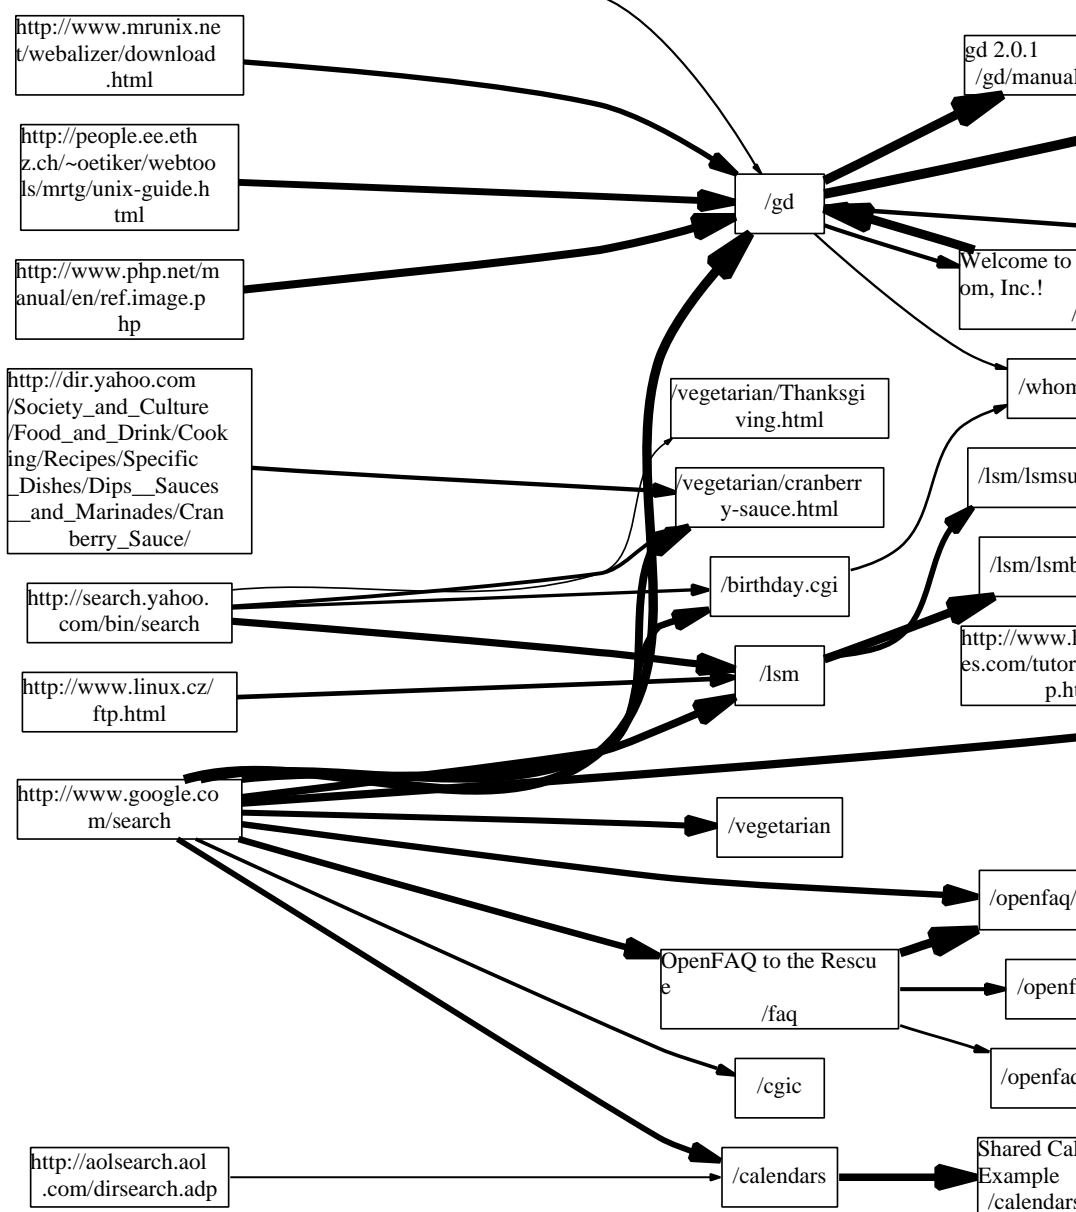 http://www.mrunix.ne
t/webalizer/download
.html
http://people.ee.eth
z.ch/~oetiker/webtoo
ls/mrtg/unix-guide.h
tml
http://www.php.net/m
anual/en/ref.image.p
hp
http://dir.yahoo.com
/Society_and_Culture
/Food_and_Drink/Cook
ing/Recipes/Specific
_Dishes/Dips__Sauces
__and_Marinades/Cran
berry_Sauce/
http://search.yahoo.
com/bin/search
http://www.linux.cz/
ftp.html
http://www.google.co
m/search
http://aolsearch.aol
.com/dirsearch.adp
/gd
/vegetarian/Thanksgi
ving.html
/vegetarian/cranberr
y-sauce.html
/birthday.cgi
/lsm
/vegetarian
OpenFAQ to the Rescu
e
/faq
/cgic
/calendars
gd 2.0.1
/gd/manual
Welcome to
om, Inc.!
/
/whom
/lsm/lsmsu
/lsm/lsmb
http://www.h
es.com/tutor
p.ht
/openfaq/
/openf
/openfaq
Shared Cal
Example
/calendars